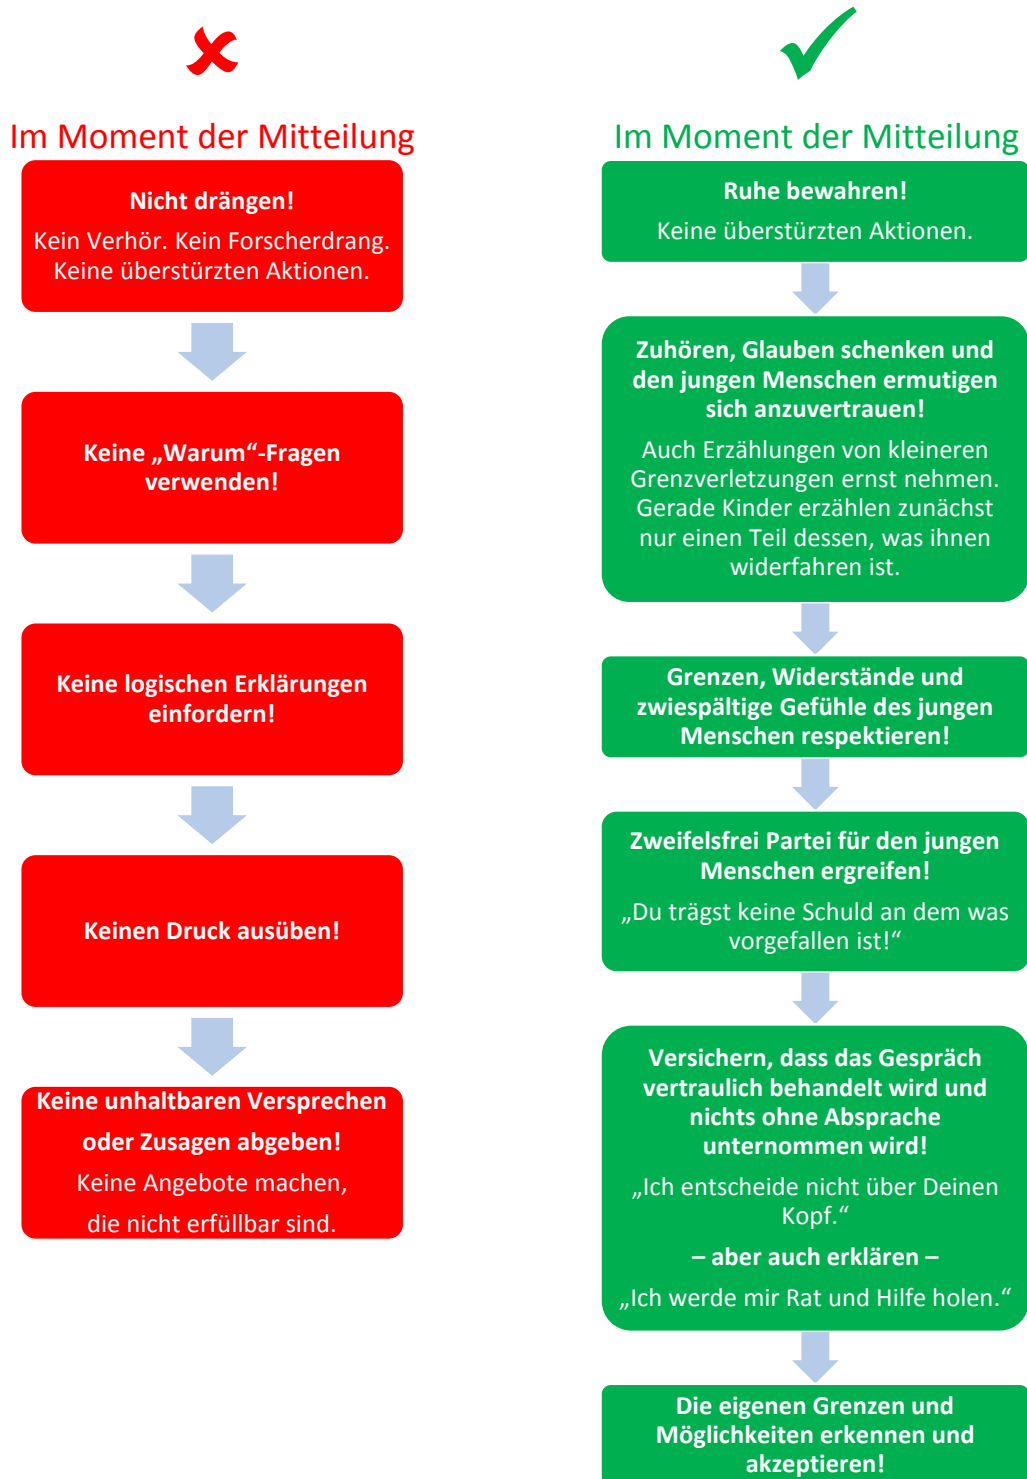 Im Moment der Mitteilung
Nicht drängen!
Kein Verhör. Kein Forscherdrang.
Keine überstürzten Aktionen.
Keine „Warum“-Fragen
verwenden!
Keine logischen Erklärungen
einfordern!
Keinen Druck ausüben!
Keine unhaltbaren Versprechen
oder Zusagen abgeben!
Keine Angebote machen,
die nicht erfüllbar sind.
Im Moment der Mitteilung
Ruhe bewahren!
Keine überstürzten Aktionen.
Zuhören, Glauben schenken und
den jungen Menschen ermutigen
sich anzuvertrauen!
Auch Erzählungen von kleineren
Grenzverletzungen ernst nehmen.
Gerade Kinder erzählen zunächst
nur einen Teil dessen, was ihnen
widerfahren ist.
Grenzen, Widerstände und
zwiespältige Gefühle des jungen
Menschen respektieren!
Zweifelsfrei Partei für den jungen
Menschen ergreifen!
„Du trägst keine Schuld an dem was
vorgefallen ist!“
Versichern, dass das Gespräch
vertraulich behandelt wird und
nichts ohne Absprache
unternommen wird!
„Ich entscheide nicht über Deinen
Kopf.“
– aber auch erklären –
„Ich werde mir Rat und Hilfe holen.“
Die eigenen Grenzen und
Möglichkeiten erkennen und
akzeptieren!